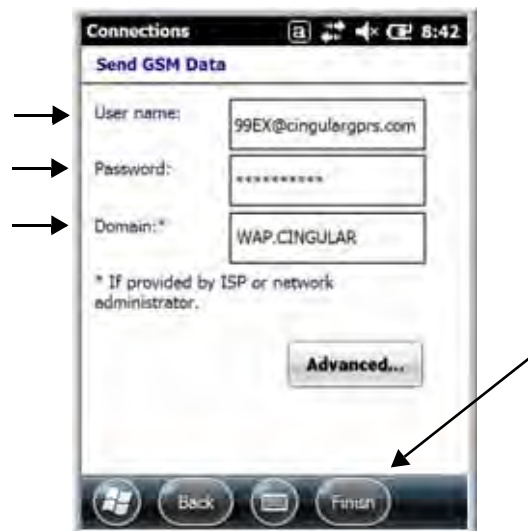 Connections a 8:42
Send GSM Data
User name: 99EX@cingulargprs.com
Password: **********
Domain:* WAP.CINGULAR
* If provided by ISP or network
administrator.
Advanced...
Back Finish